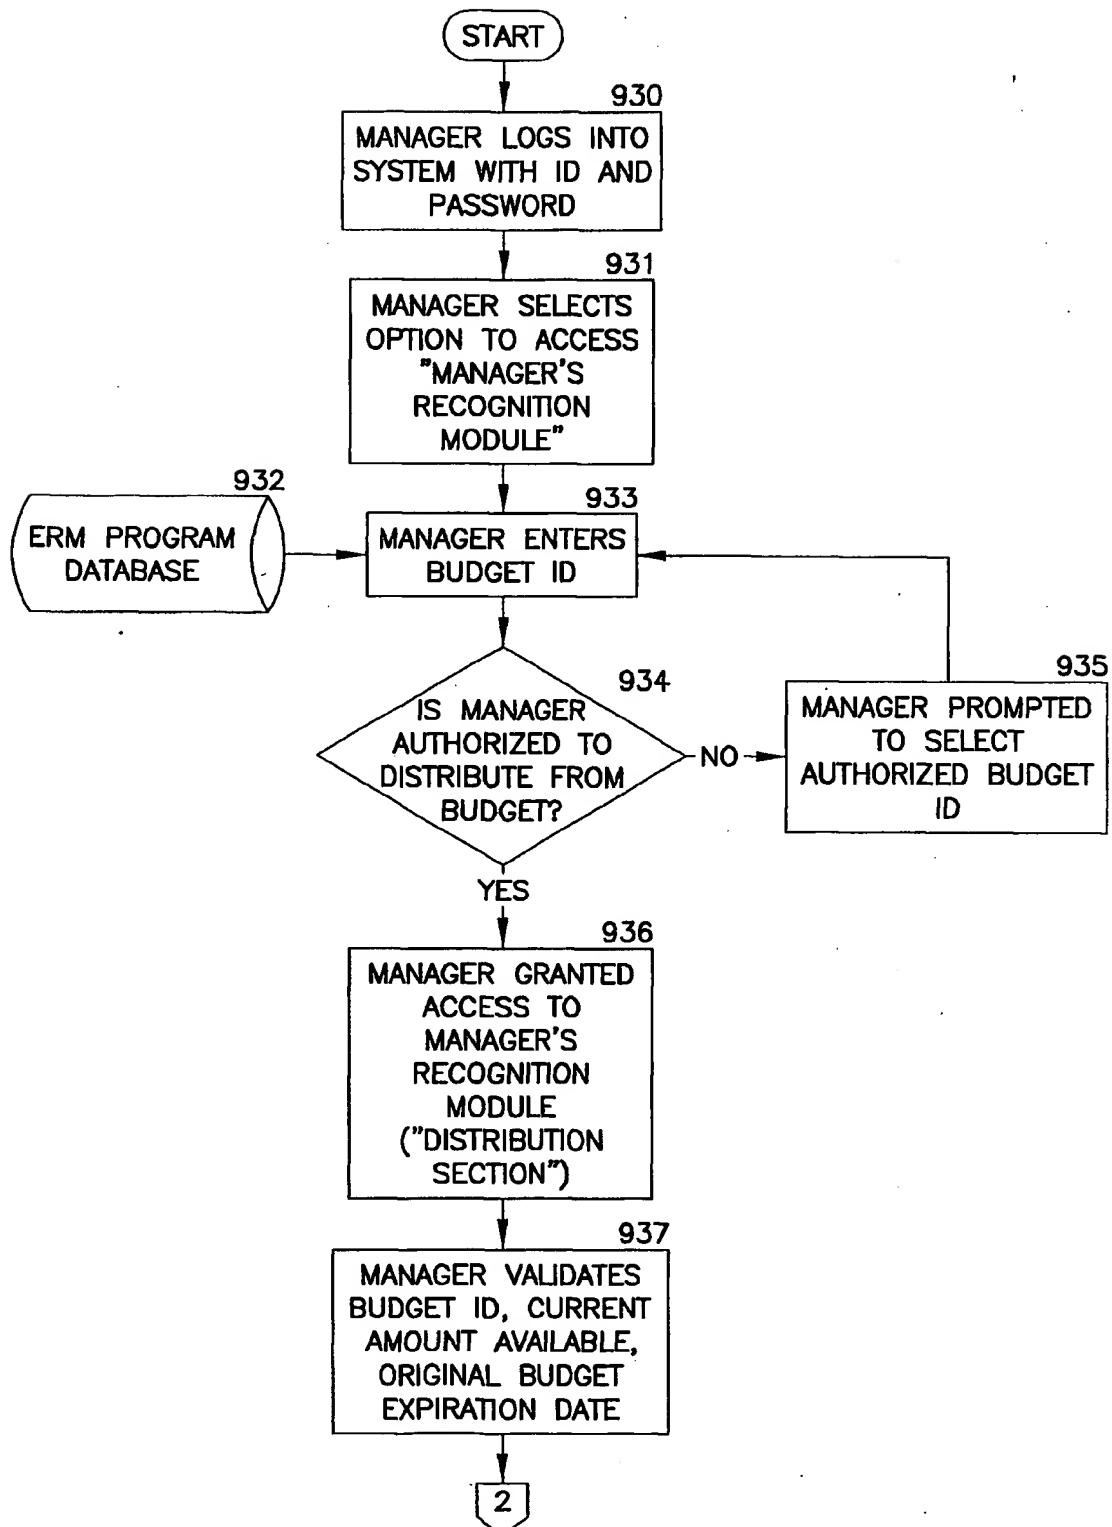 START
930
MANAGER LOGS INTO
SYSTEM WITH ID AND
PASSWORD
931
MANAGER SELECTS
OPTION TO ACCESS
"MANAGER'S
RECOGNITION
MODULE"
932
ERM PROGRAM
DATABASE
933
MANAGER ENTERS
BUDGET ID
934
IS MANAGER
AUTHORIZED TO
DISTRIBUTE FROM
BUDGET?
NO
935
MANAGER PROMPTED
TO SELECT
AUTHORIZED BUDGET
ID
YES
936
MANAGER GRANTED
ACCESS TO
MANAGER'S
RECOGNITION
MODULE
("DISTRIBUTION
SECTION")
937
MANAGER VALIDATES
BUDGET ID, CURRENT
AMOUNT AVAILABLE,
ORIGINAL BUDGET
EXPIRATION DATE
2